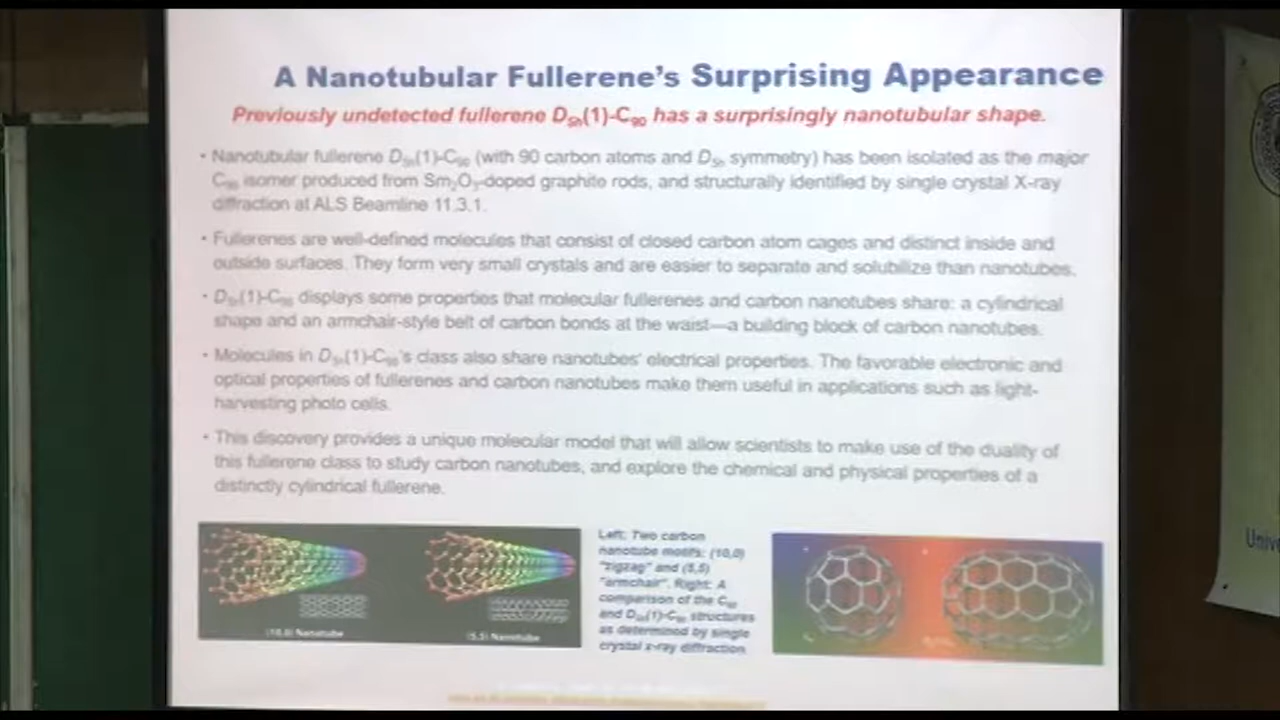 A Nanotubular Fullerene's Surprising Appearance
Previously undetected fullerene D5h(1)-C90 has a surprisingly nanotubular shape.
• Nanotubular fullerene D5h(1)-C90 (with 90 carbon atoms and D5h symmetry) has been isolated as the major
C90 isomer produced from Sm2O3-doped graphite rods, and structurally identified by single crystal X-ray
diffraction at ALS Beamline 11.3.1.
• Fullerenes are well-defined molecules that consist of closed carbon atom cages and distinct inside and
outside surfaces. They form very small crystals and are easier to separate and solubilize than nanotubes.
• D5h(1)-C90 displays some properties that molecular fullerenes and carbon nanotubes share: a cylindrical
shape and an armchair-style belt of carbon bonds at the waist—a building block of carbon nanotubes.
• Molecules in D5h(1)-C90's class also share nanotubes' electrical properties. The favorable electronic and
optical properties of fullerenes and carbon nanotubes make them useful in applications such as light-
harvesting photo cells.
• This discovery provides a unique molecular model that will allow scientists to make use of the duality of
this fullerene class to study carbon nanotubes, and explore the chemical and physical properties of a
distinctly cylindrical fullerene.
(10,0) Nanotube
(5,5) Nanotube
Left: Two carbon
nanotube motifs: (10,0)
"zigzag" and (5,5)
"armchair". Right: A
comparison of the C60
and D5h(1)-C90 structures
as determined by single
crystal x-ray diffraction